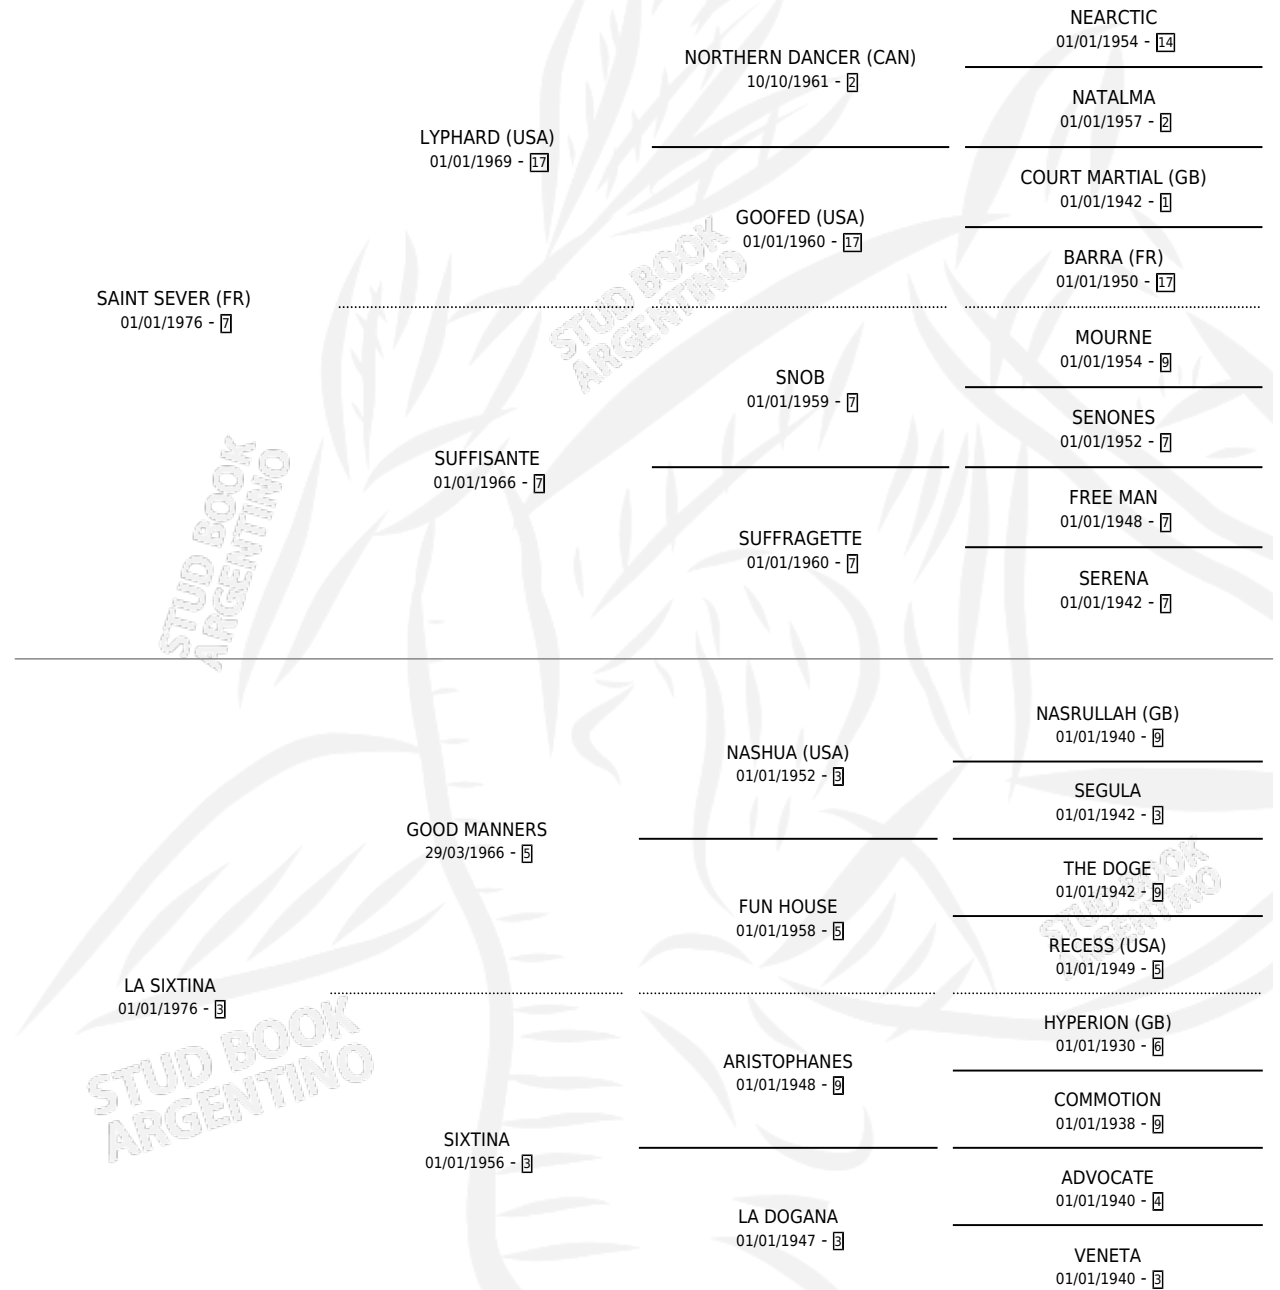 NEARCTIC
01/01/1954 - 14
NORTHERN DANCER (CAN)
10/10/1961 - 2
NATALMA
01/01/1957 - 2
LYPHARD (USA)
01/01/1969 - 17
COURT MARTIAL (GB)
01/01/1942 - 1
GOOFED (USA)
01/01/1960 - 17
BARRA (FR)
01/01/1950 - 17
SAINT SEVER (FR)
01/01/1976 - 7
STUD BOOK
ARGENTINO
MOURNE
01/01/1954 - 9
SNOB
01/01/1959 - 7
SENONES
01/01/1952 - 7
SUFFISANTE
01/01/1966 - 7
FREE MAN
01/01/1948 - 7
SUFFRAGETTE
01/01/1960 - 7
SERENA
01/01/1942 - 7
STUD BOOK
ARGENTINO
NASRULLAH (GB)
01/01/1940 - 9
NASHUA (USA)
01/01/1952 - 3
SEGULA
01/01/1942 - 3
GOOD MANNERS
29/03/1966 - 5
THE DOGE
01/01/1942 - 9
FUN HOUSE
01/01/1958 - 5
STUD BOOK
ARGENTINO
RECESS (USA)
01/01/1949 - 5
LA SIXTINA
01/01/1976 - 3
HYPERION (GB)
01/01/1930 - 6
STUD BOOK
ARGENTINO
ARISTOPHANES
01/01/1948 - 9
COMMOTION
01/01/1938 - 9
SIXTINA
01/01/1956 - 3
ADVOCATE
01/01/1940 - 4
LA DOGANA
01/01/1947 - 3
VENETA
01/01/1940 - 3